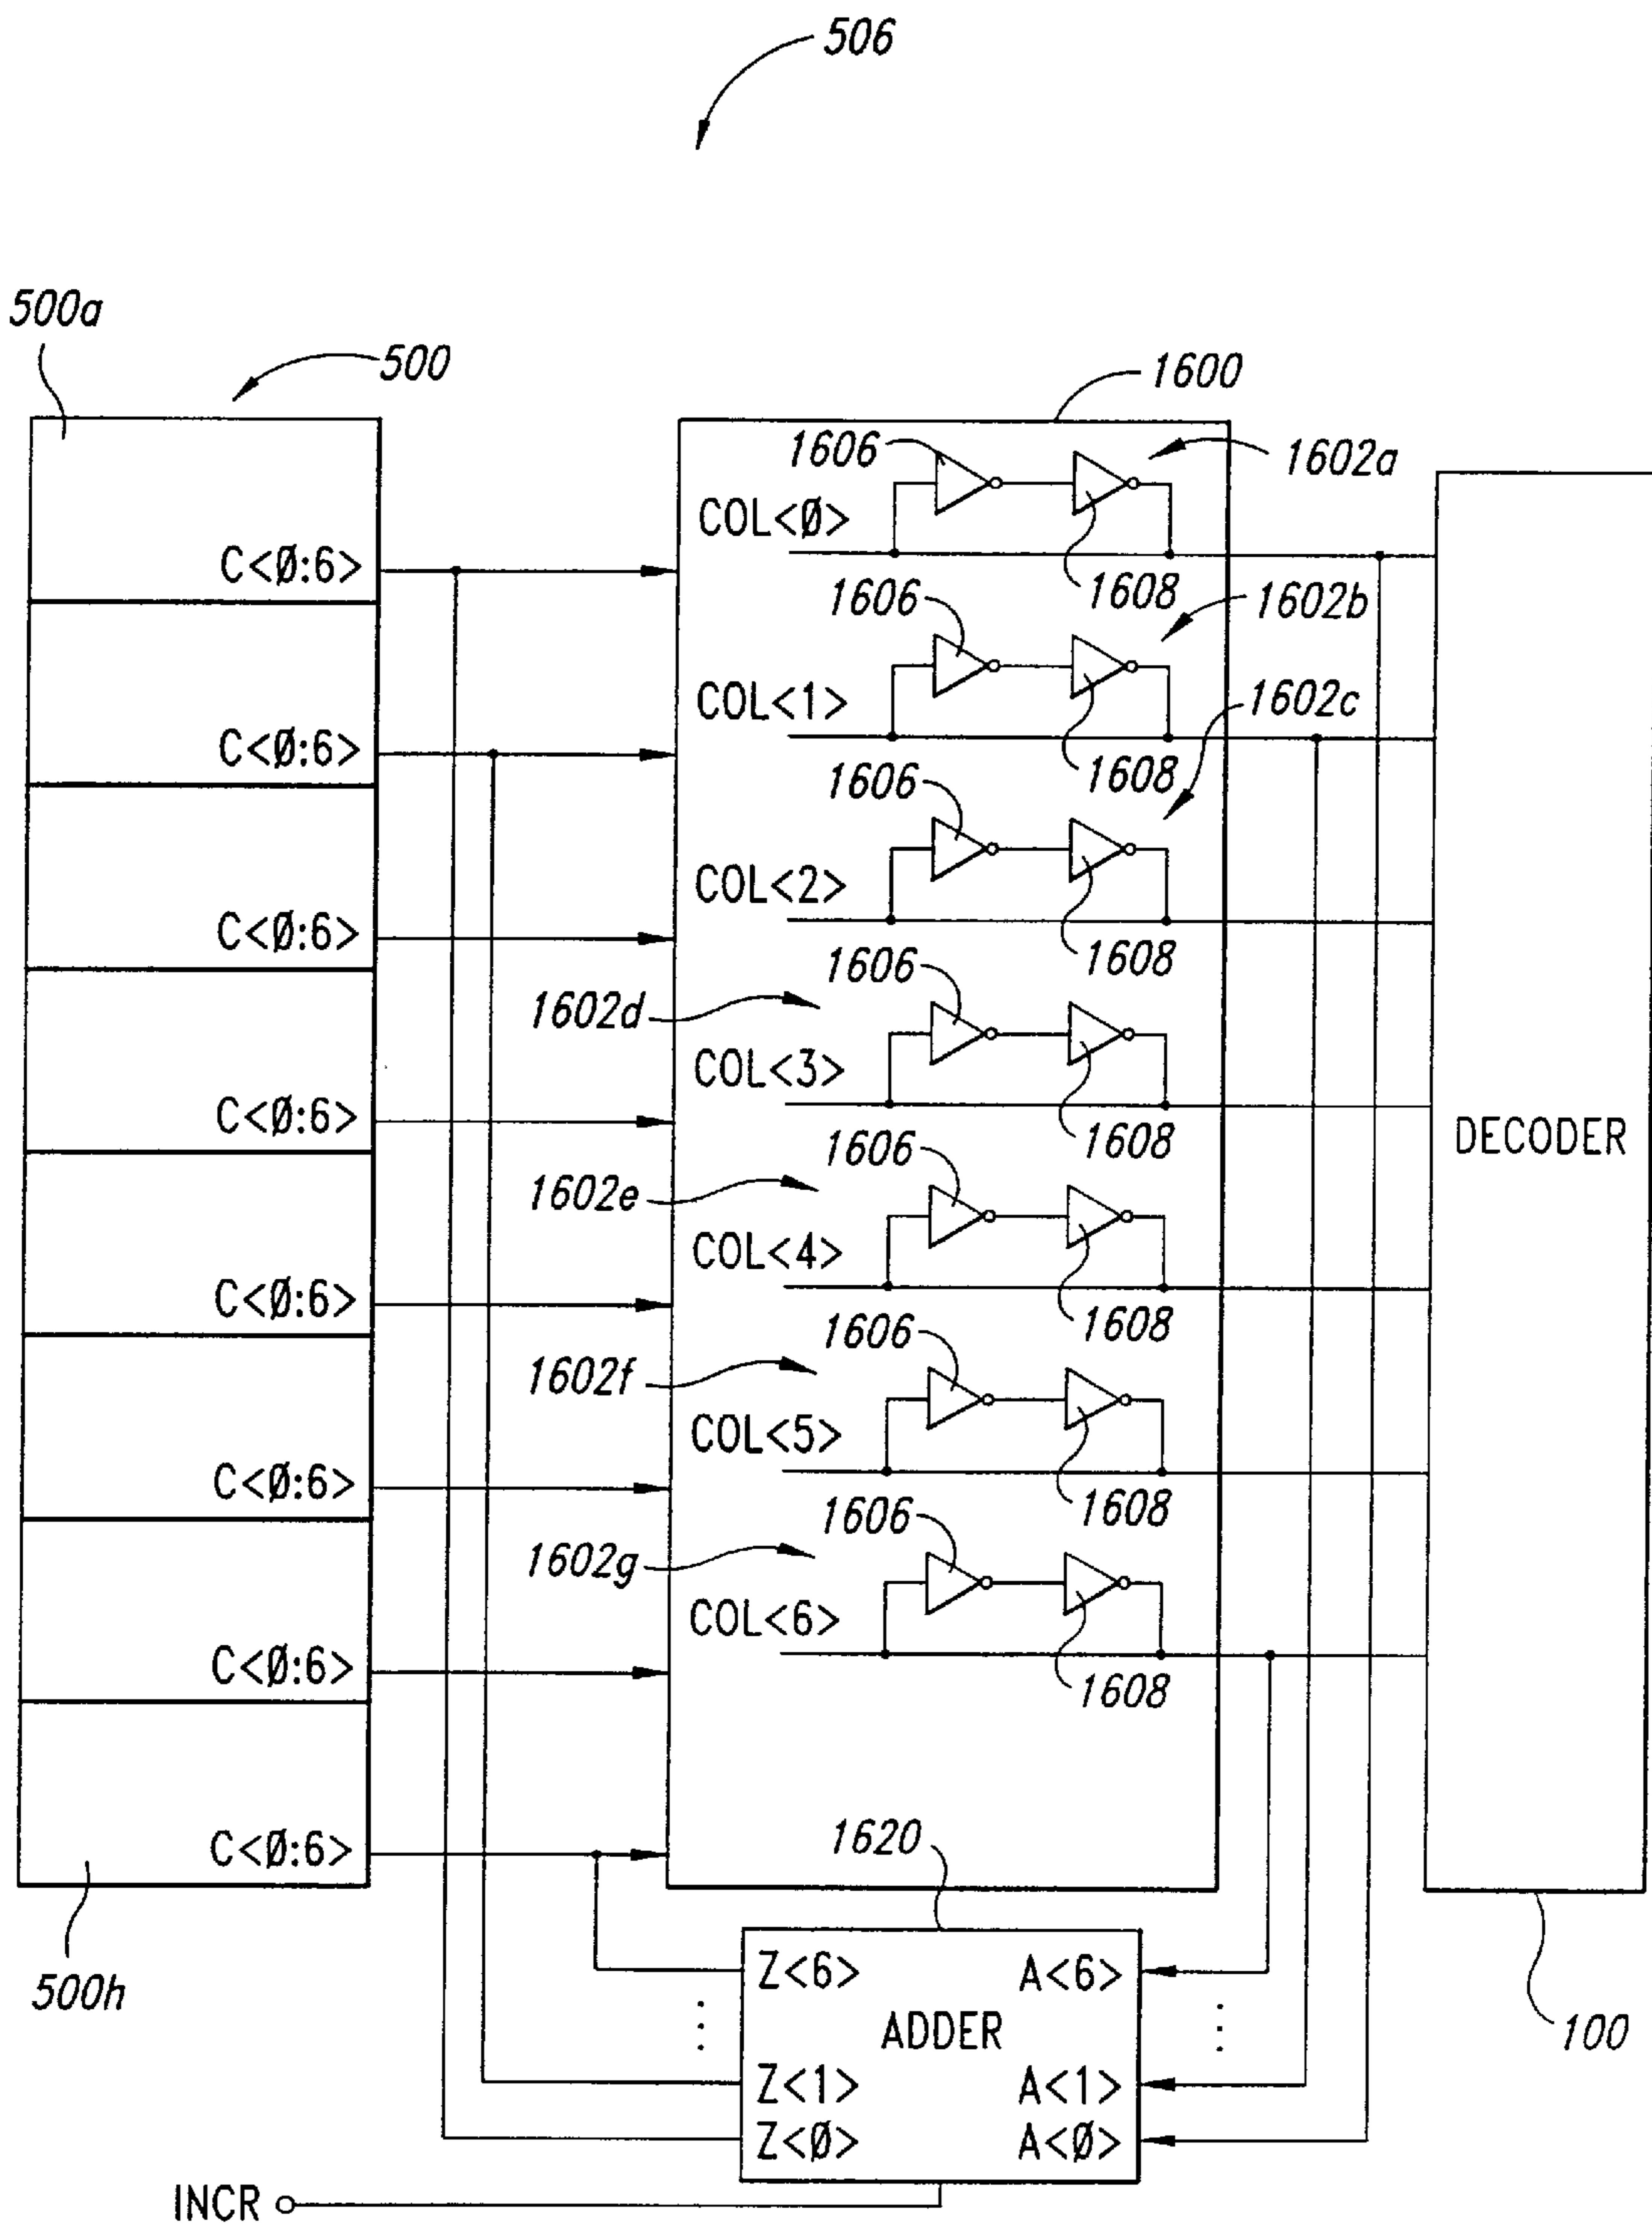 506
500a
500
1600
1606
1602a
COL<Ø>
C<Ø:6>
1608
1606
1602b
COL<1>
1602c
C<Ø:6>
1608
1606
COL<2>
C<Ø:6>
1608
1606
1602d
COL<3>
C<Ø:6>
1608
DECODER
1606
1602e
COL<4>
C<Ø:6>
1608
1606
1602f
COL<5>
C<Ø:6>
1608
1606
1602g
COL<6>
C<Ø:6>
1608
C<Ø:6>
1620
500h
Z<6>
A<6>
ADDER
100
Z<1>
A<1>
Z<Ø>
A<Ø>
INCR